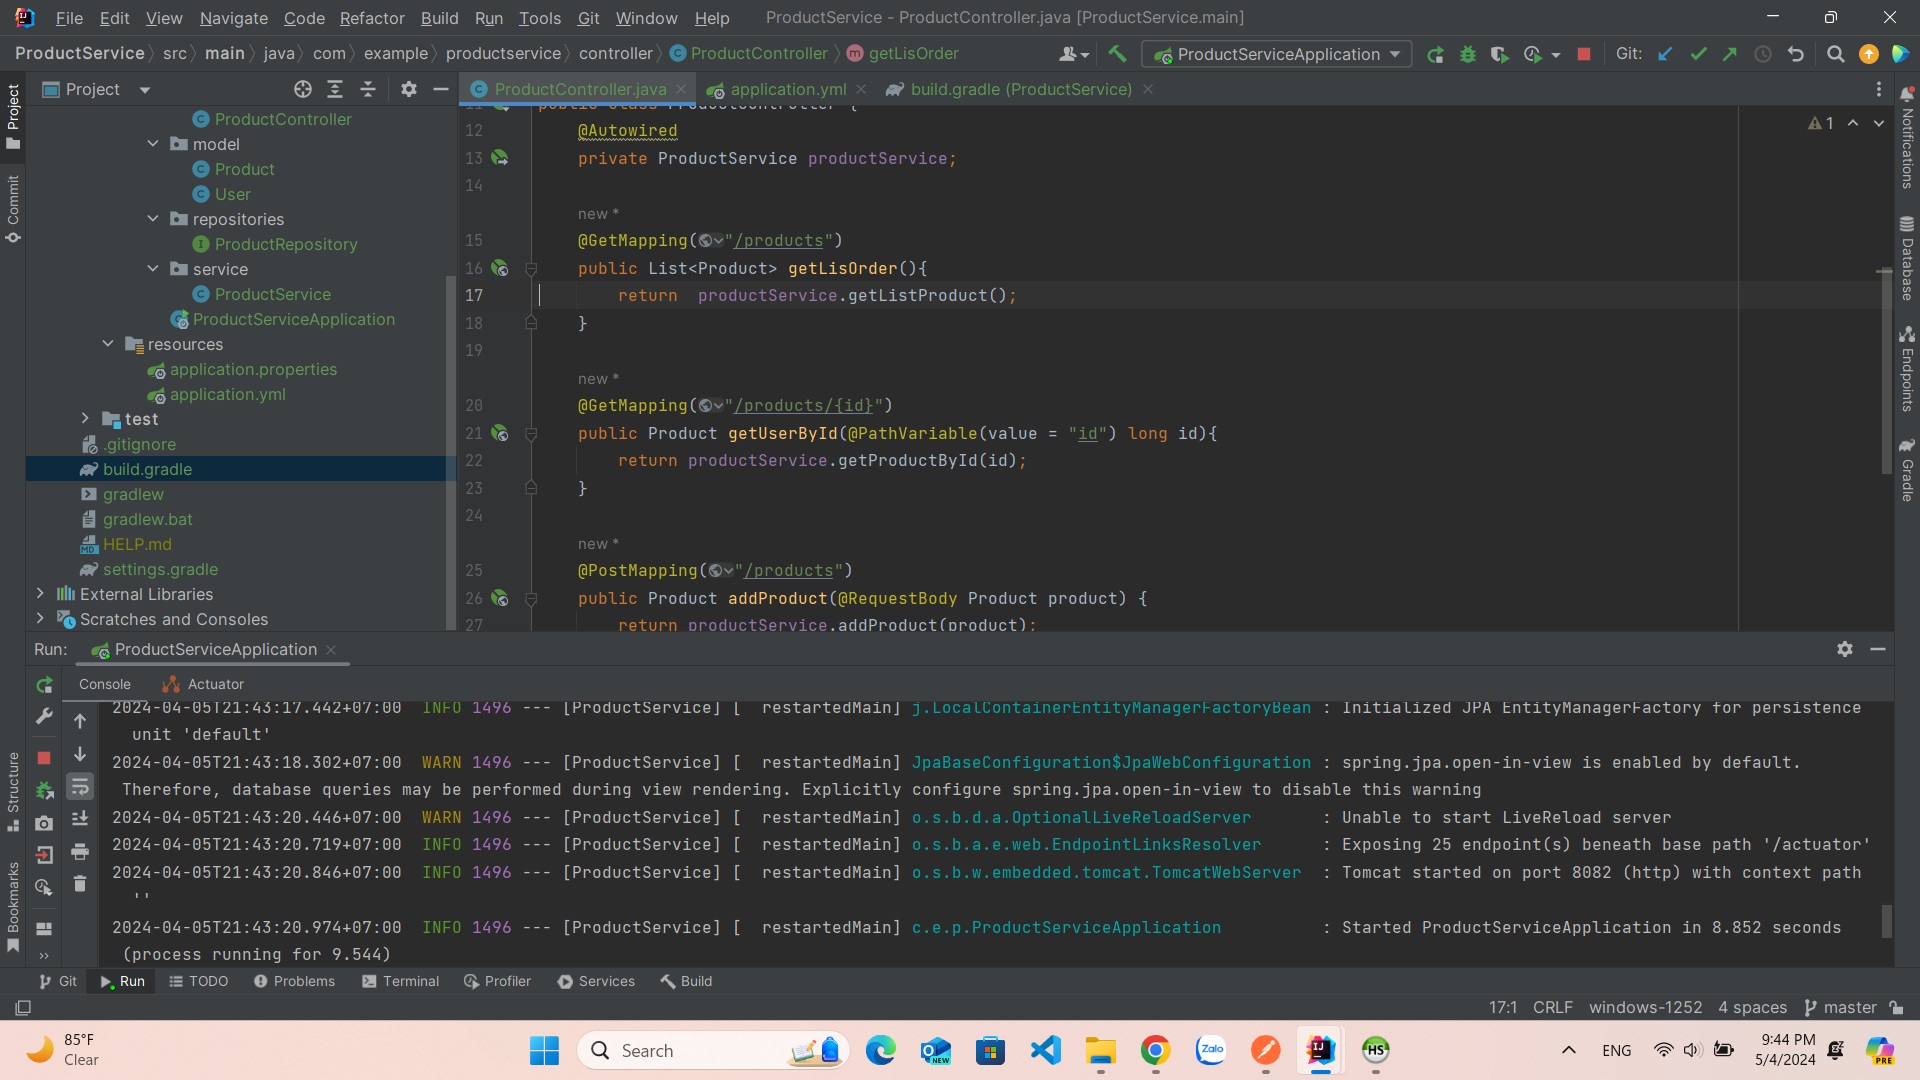 File Edit View Navigate Code Refactor Build Run Tools Git Window Help ProductService - ProductController.java [ProductService.main]
ProductService src main java com example productservice controller ProductController getLisOrder ProductServiceApplication Git:
Project
ProductController.java application.yml build.gradle (ProductService)
ProductController
model
Product
User
repositories
ProductRepository
service
ProductService
ProductServiceApplication
resources
application.properties
application.yml
test
.gitignore
build.gradle
gradlew
gradlew.bat
HELP.md
settings.gradle
External Libraries
Scratches and Consoles
Project
Commit
Structure
Bookmarks
11 public class ProductController {
12 @Autowired
1
13 private ProductService productService;
14
new *
15 @GetMapping("/products")
16 public List<Product> getLisOrder(){
17 return  productService.getListProduct();
18 }
19
new *
20 @GetMapping("/products/{id}")
21 public Product getUserById(@PathVariable(value = "id") long id){
22 return productService.getProductById(id);
23 }
24
new *
25 @PostMapping("/products")
26 public Product addProduct(@RequestBody Product product) {
27 return productService.addProduct(product);
Notifications
Database
Endpoints
Gradle
Run: ProductServiceApplication
Console Actuator
2024-04-05T21:43:17.442+07:00  INFO 1496 --- [ProductService] [  restartedMain] j.LocalContainerEntityManagerFactoryBean : Initialized JPA EntityManagerFactory for persistence
unit 'default'
2024-04-05T21:43:18.302+07:00  WARN 1496 --- [ProductService] [  restartedMain] JpaBaseConfiguration$JpaWebConfiguration : spring.jpa.open-in-view is enabled by default.
Therefore, database queries may be performed during view rendering. Explicitly configure spring.jpa.open-in-view to disable this warning
2024-04-05T21:43:20.446+07:00  WARN 1496 --- [ProductService] [  restartedMain] o.s.b.d.a.OptionalLiveReloadServer       : Unable to start LiveReload server
2024-04-05T21:43:20.719+07:00  INFO 1496 --- [ProductService] [  restartedMain] o.s.b.a.e.web.EndpointLinksResolver      : Exposing 25 endpoint(s) beneath base path '/actuator'
2024-04-05T21:43:20.846+07:00  INFO 1496 --- [ProductService] [  restartedMain] o.s.b.w.embedded.tomcat.TomcatWebServer  : Tomcat started on port 8082 (http) with context path
''
2024-04-05T21:43:20.974+07:00  INFO 1496 --- [ProductService] [  restartedMain] c.e.p.ProductServiceApplication          : Started ProductServiceApplication in 8.852 seconds
(process running for 9.544)
Git Run TODO Problems Terminal Profiler Services Build
17:1 CRLF windows-1252 4 spaces master
85°F
Clear
Search
NEW
Zalo
HS
ENG
9:44 PM
5/4/2024
PRE